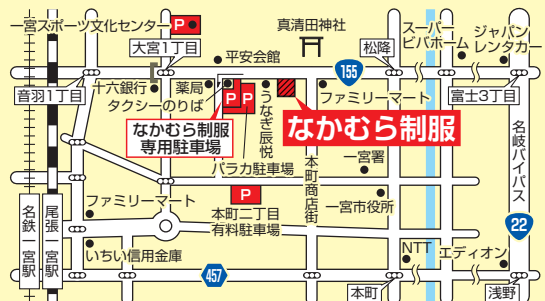 一宮スポーツ文化センター
P
大宮1丁目
真清田神社
平安会館
松降
スーパー
ビバホーム
ジャパン
レンタカー
155
音羽1丁目
十六銀行
タクシーのりば
薬局
P
P
うなぎ辰悦
ファミリーマート
富士3丁目
なかむら制服
専用駐車場
なかむら制服
パラカ駐車場
本町商店街
一宮署
名岐バイパス
P
ファミリーマート
本町二丁目
有料駐車場
一宮市役所
名鉄一宮駅
尾張一宮駅
22
いちい信用金庫
NTT
エディオン
457
本町
浅野